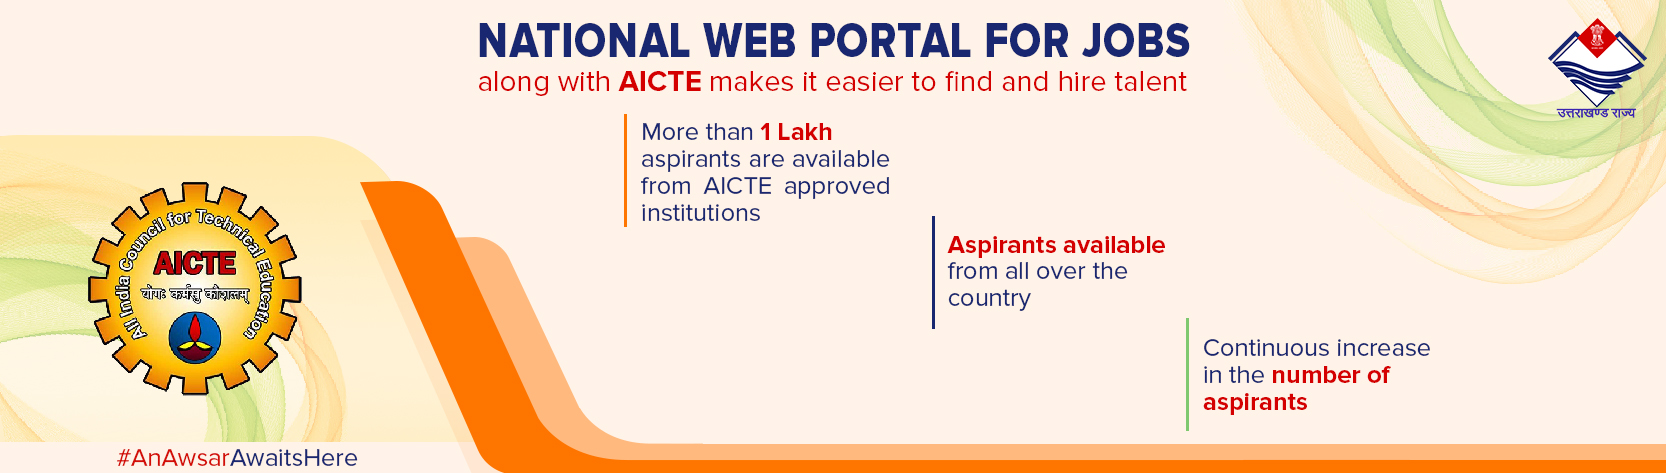 NATIONAL WEB PORTAL FOR JOBS
along with AICTE makes it easier to find and hire talent
उत्तराखण्ड राज्य
More than 1 Lakh
aspirants are available
from AICTE approved
institutions
All India Council for Technical Education
AICTE
योगः कर्मसु कौशलम्
Aspirants available
from all over the
country
Continuous increase
in the number of
aspirants
#AnAwsarAwaitsHere